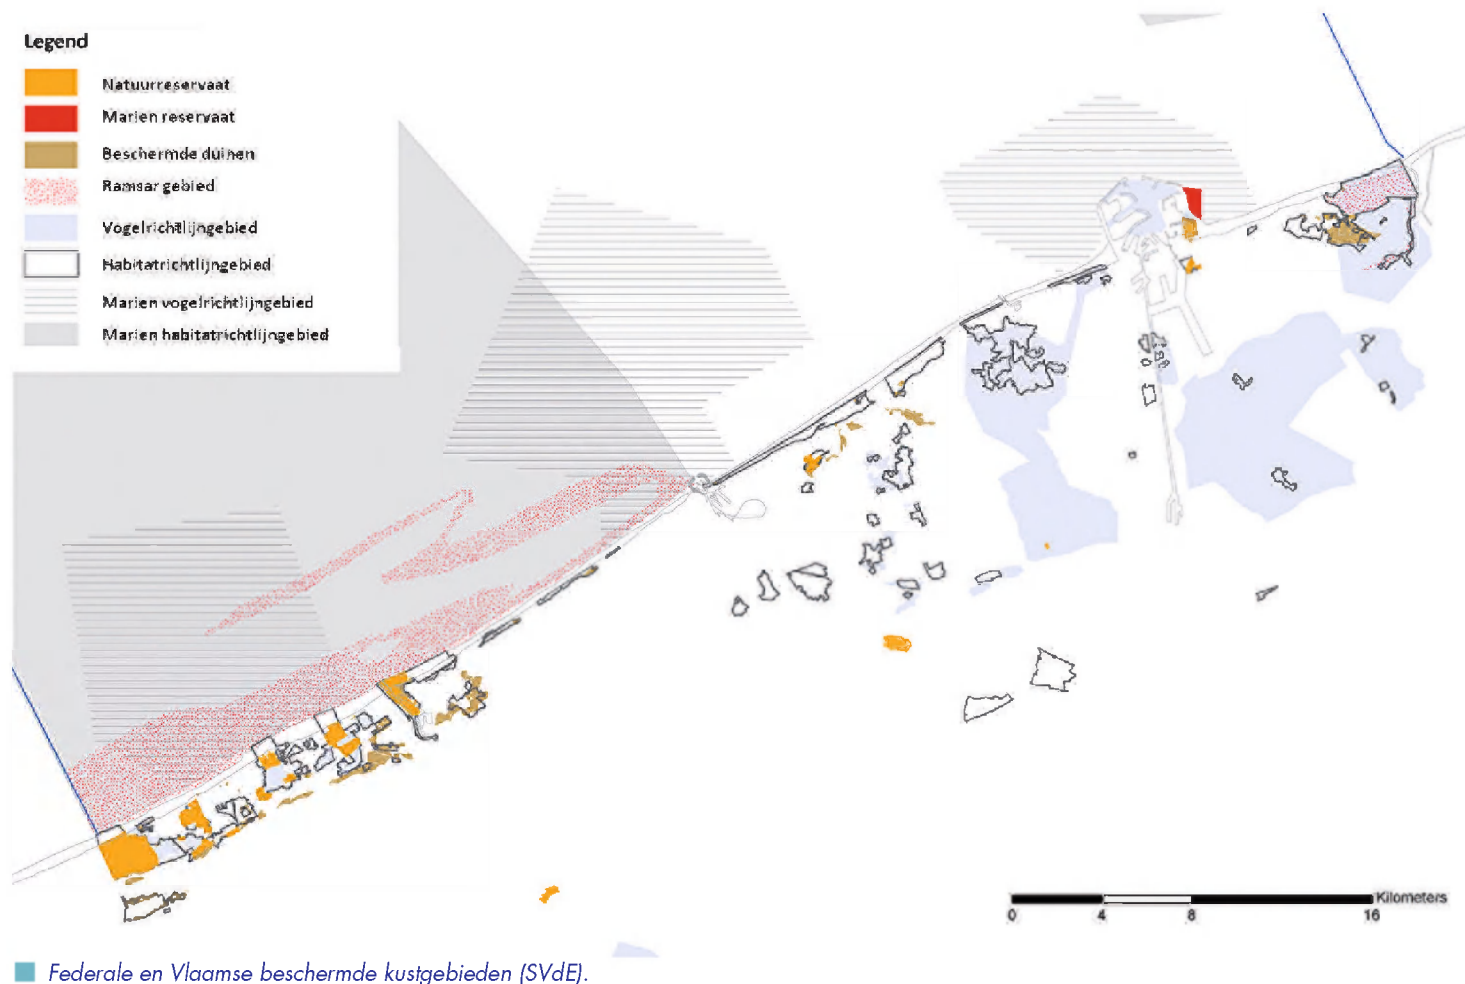 Legend
Natuurreservaat
Marien reservaat
Beschermde duinen
Ramsar gebied
Vogelrichtlijngebied
Habitatrichtlijngebied
Marien vogelrichtlijngebied
Marien habitatrichtlijngebied
Kilometers
0 4 8 16
Federale en Vlaamse beschermde kustgebieden (SVdE).